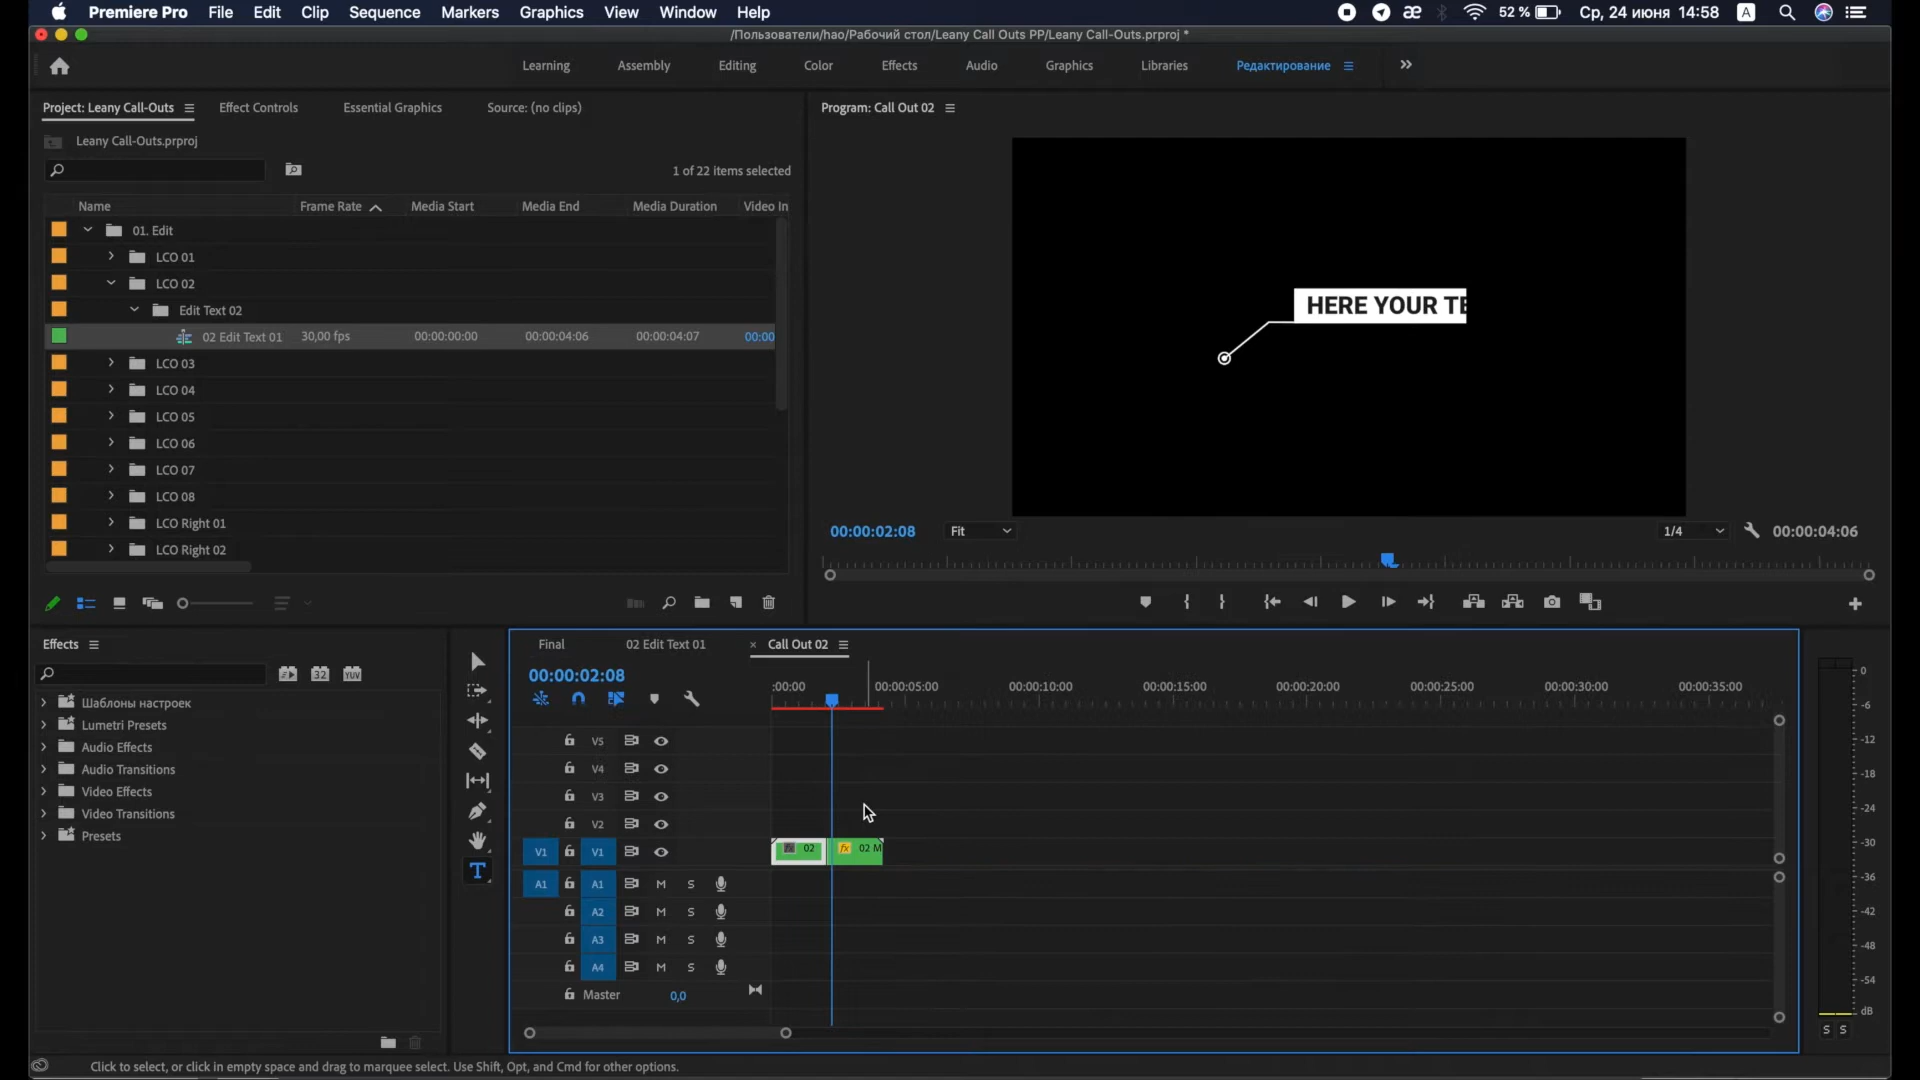 Premiere Pro File Edit Clip Sequence Markers Graphics View Window Help 52 % Ср, 24 июня 14:58 A
/Пользователи/hao/Рабочий стол/Leany Call Outs PP/Leany Call-Outs.prproj *
Learning Assembly Editing Color Effects Audio Graphics Libraries Редактирование
Project: Leany Call-Outs Effect Controls Essential Graphics Source: (no clips)
Program: Call Out 02
Leany Call-Outs.prproj
1 of 22 items selected
Name Frame Rate Media Start Media End Media Duration Video In
01. Edit
LCO 01
LCO 02
Edit Text 02
02 Edit Text 01 30,00 fps 00:00:00:00 00:00:04:06 00:00:04:07 00:00
LCO 03
LCO 04
LCO 05
LCO 06
LCO 07
LCO 08
LCO Right 01
LCO Right 02
HERE YOUR TE
00:00:02:08 Fit 1/4 00:00:04:06
Effects
32 YUV
Шаблоны настроек
Lumetri Presets
Audio Effects
Audio Transitions
Video Effects
Video Transitions
Presets
T
Final 02 Edit Text 01 × Call Out 02
00:00:02:08
:00:00 00:00:05:00 00:00:10:00 00:00:15:00 00:00:20:00 00:00:25:00 00:00:30:00 00:00:35:00
V5
V4
V3
V2
V1 V1 fx 02 fx 02 M
A1 A1 M S
A2 M S
A3 M S
A4 M S
Master 0,0
0
-6
-12
-18
-24
-30
-36
-42
-48
-54
dB
S S
Click to select, or click in empty space and drag to marquee select. Use Shift, Opt, and Cmd for other options.